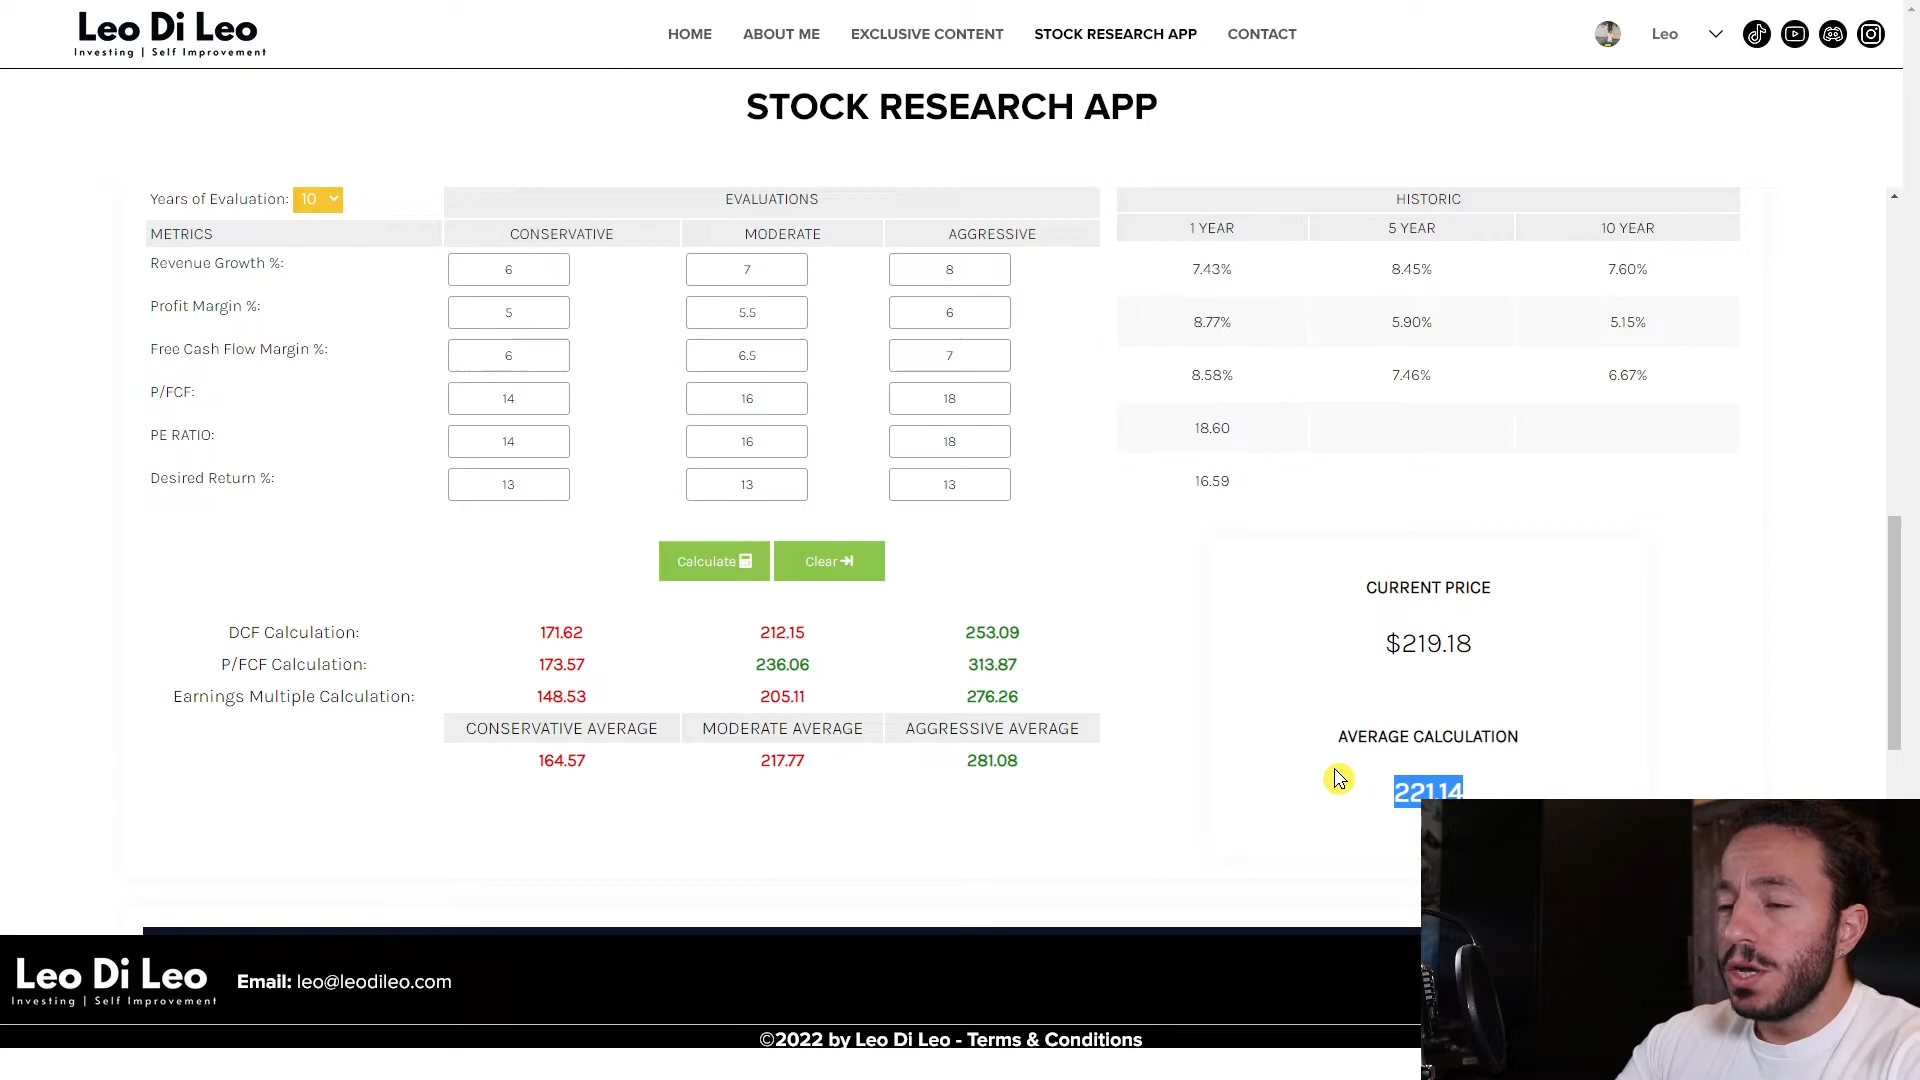 Leo Di Leo
Investing | Self Improvement
HOME
ABOUT ME
EXCLUSIVE CONTENT
STOCK RESEARCH APP
CONTACT
Leo
STOCK RESEARCH APP
Years of Evaluation: 10
EVALUATIONS
HISTORIC
METRICS
CONSERVATIVE
MODERATE
AGGRESSIVE
1 YEAR
5 YEAR
10 YEAR
Revenue Growth %:
6
7
8
7.43%
8.45%
7.60%
Profit Margin %:
5
5.5
6
8.77%
5.90%
5.15%
Free Cash Flow Margin %:
6
6.5
7
8.58%
7.46%
6.67%
P/FCF:
14
16
18
18.60
PE RATIO:
14
16
18
16.59
Desired Return %:
13
13
13
Calculate
Clear
DCF Calculation:
171.62
212.15
253.09
P/FCF Calculation:
173.57
236.06
313.87
Earnings Multiple Calculation:
148.53
205.11
276.26
CONSERVATIVE AVERAGE
MODERATE AVERAGE
AGGRESSIVE AVERAGE
164.57
217.77
281.08
CURRENT PRICE
$219.18
AVERAGE CALCULATION
221.14
Leo Di Leo
Investing | Self Improvement
Email: leo@leodileo.com
©2022 by Leo Di Leo - Terms & Conditions